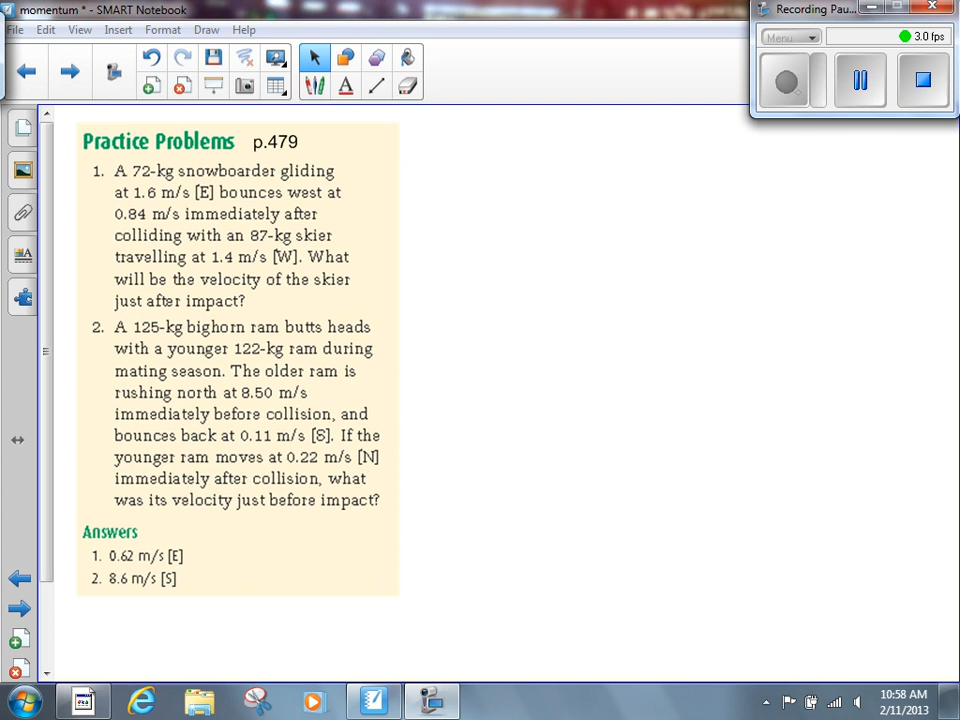 momentum * - SMART Notebook
Recording Pau...
File Edit View Insert Format Draw Help
Menu
3.0 fps
Practice Problems p.479
1. A 72-kg snowboarder gliding
at 1.6 m/s [E] bounces west at
0.84 m/s immediately after
colliding with an 87-kg skier
travelling at 1.4 m/s [W]. What
will be the velocity of the skier
just after impact?
2. A 125-kg bighorn ram butts heads
with a younger 122-kg ram during
mating season. The older ram is
rushing north at 8.50 m/s
immediately before collision, and
bounces back at 0.11 m/s [S]. If the
younger ram moves at 0.22 m/s [N]
immediately after collision, what
was its velocity just before impact?
Answers
1. 0.62 m/s [E]
2. 8.6 m/s [S]
10:58 AM
2/11/2013